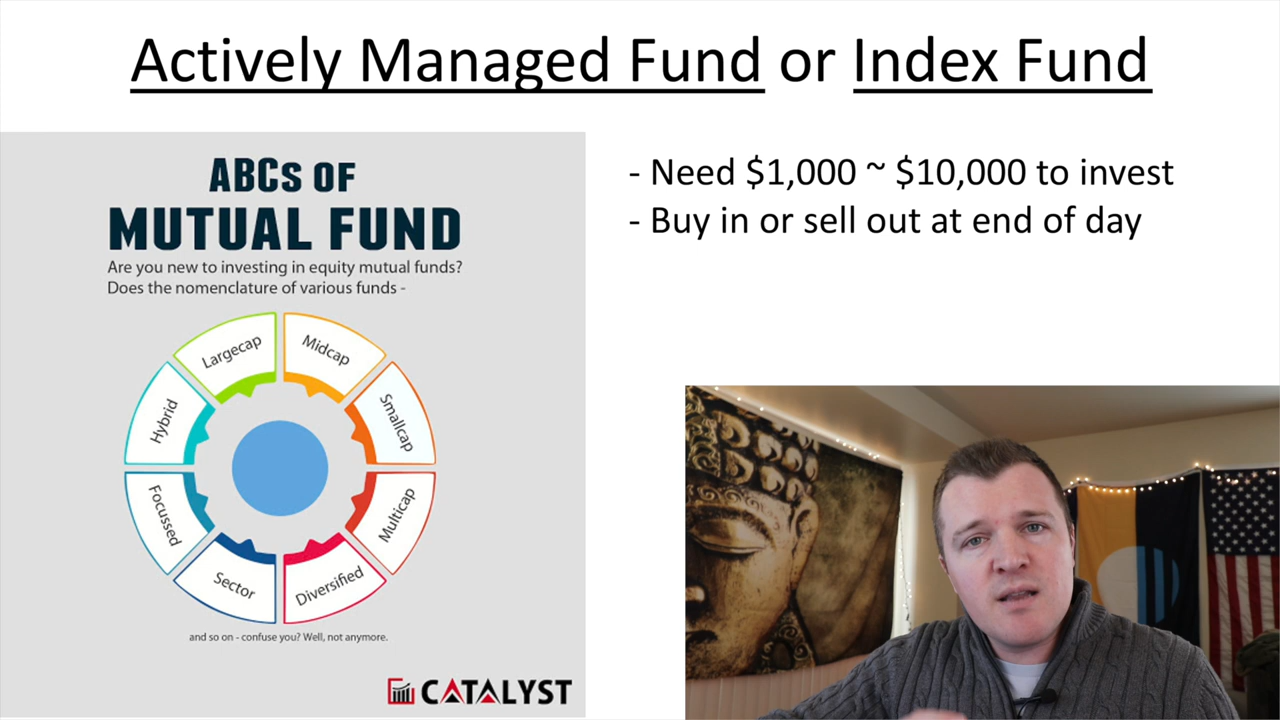 Actively Managed Fund or Index Fund
ABCs OF
MUTUAL FUND
Are you new to investing in equity mutual funds?
Does the nomenclature of various funds -
Largecap
Midcap
Smallcap
Multicap
Diversified
Sector
Focussed
Hybrid
and so on - confuse you? Well, not anymore.
CATALYST
- Need $1,000 ~ $10,000 to invest
- Buy in or sell out at end of day